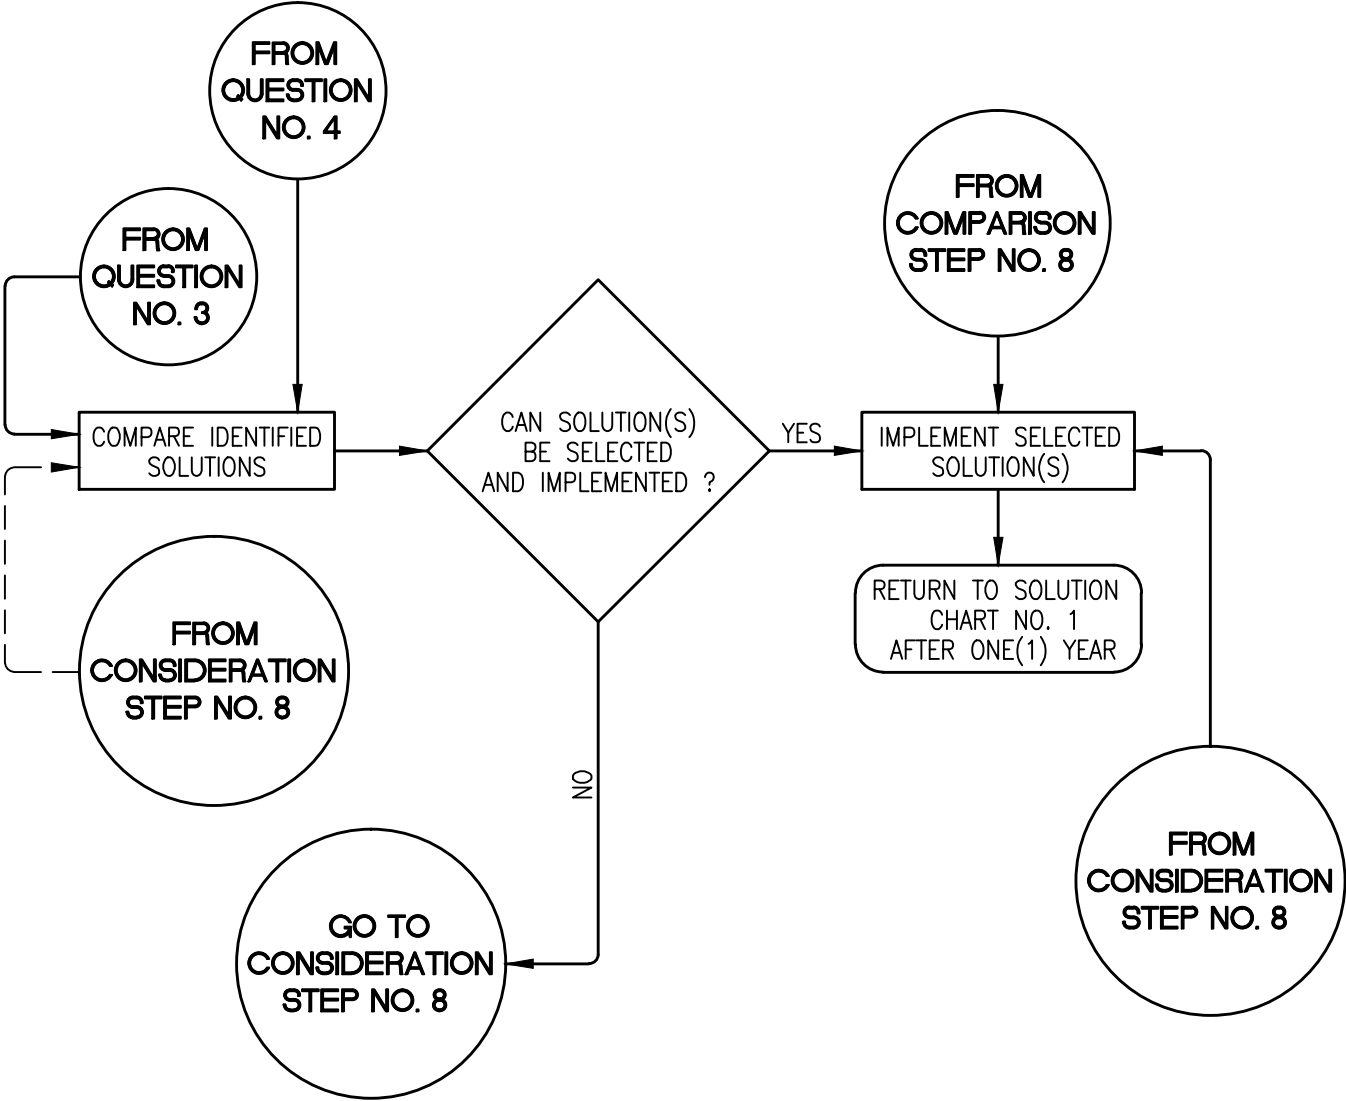 FROM
QUESTION
NO. 4
FROM
QUESTION
NO. 3
FROM
COMPARISON
STEP NO. 8
COMPARE IDENTIFIED
SOLUTIONS
CAN SOLUTION(S)
BE SELECTED
AND IMPLEMENTED ?
YES
IMPLEMENT SELECTED
SOLUTION(S)
RETURN TO SOLUTION
CHART NO. 1
AFTER ONE(1) YEAR
FROM
CONSIDERATION
STEP NO. 8
NO
GO TO
CONSIDERATION
STEP NO. 8
FROM
CONSIDERATION
STEP NO. 8